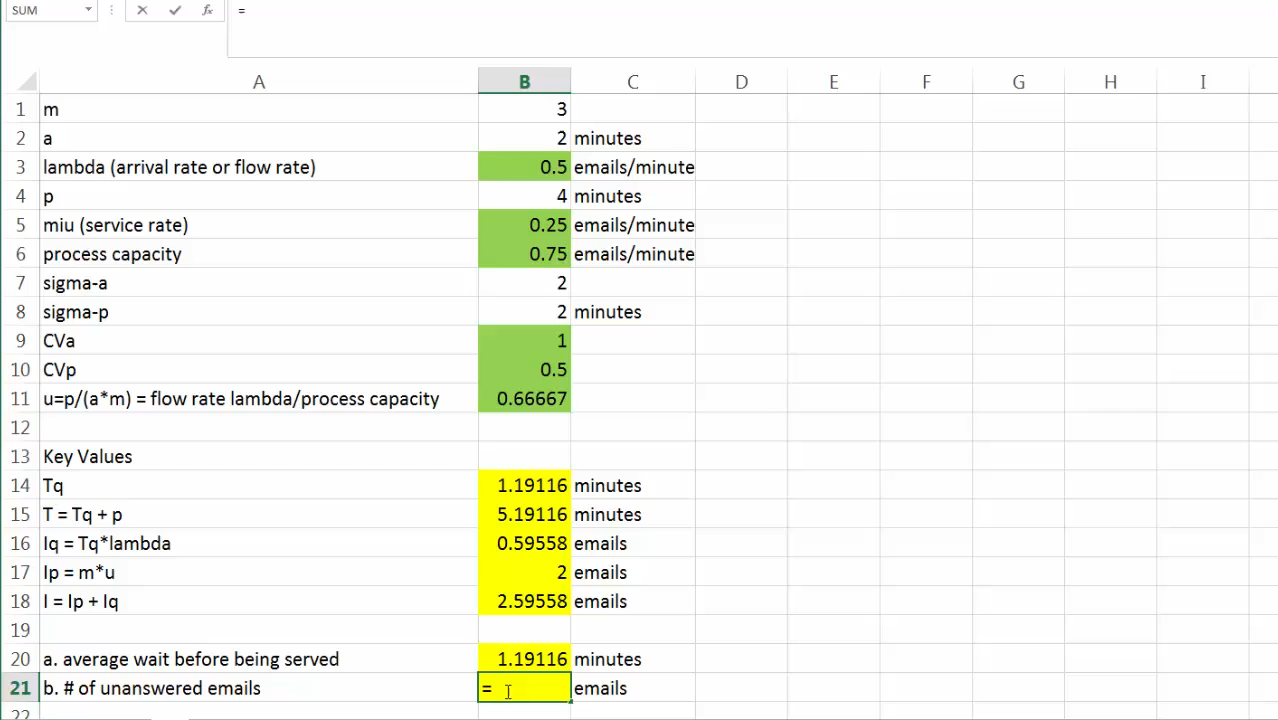 SUM =
A B C D E F G H I
1 m 3
2 a 2 minutes
3 lambda (arrival rate or flow rate) 0.5 emails/minute
4 p 4 minutes
5 miu (service rate) 0.25 emails/minute
6 process capacity 0.75 emails/minute
7 sigma-a 2
8 sigma-p 2 minutes
9 CVa 1
10 CVp 0.5
11 u=p/(a*m) = flow rate lambda/process capacity 0.66667
12
13 Key Values
14 Tq 1.19116 minutes
15 T = Tq + p 5.19116 minutes
16 Iq = Tq*lambda 0.59558 emails
17 Ip = m*u 2 emails
18 I = Ip + Iq 2.59558 emails
19
20 a. average wait before being served 1.19116 minutes
21 b. # of unanswered emails = emails
22